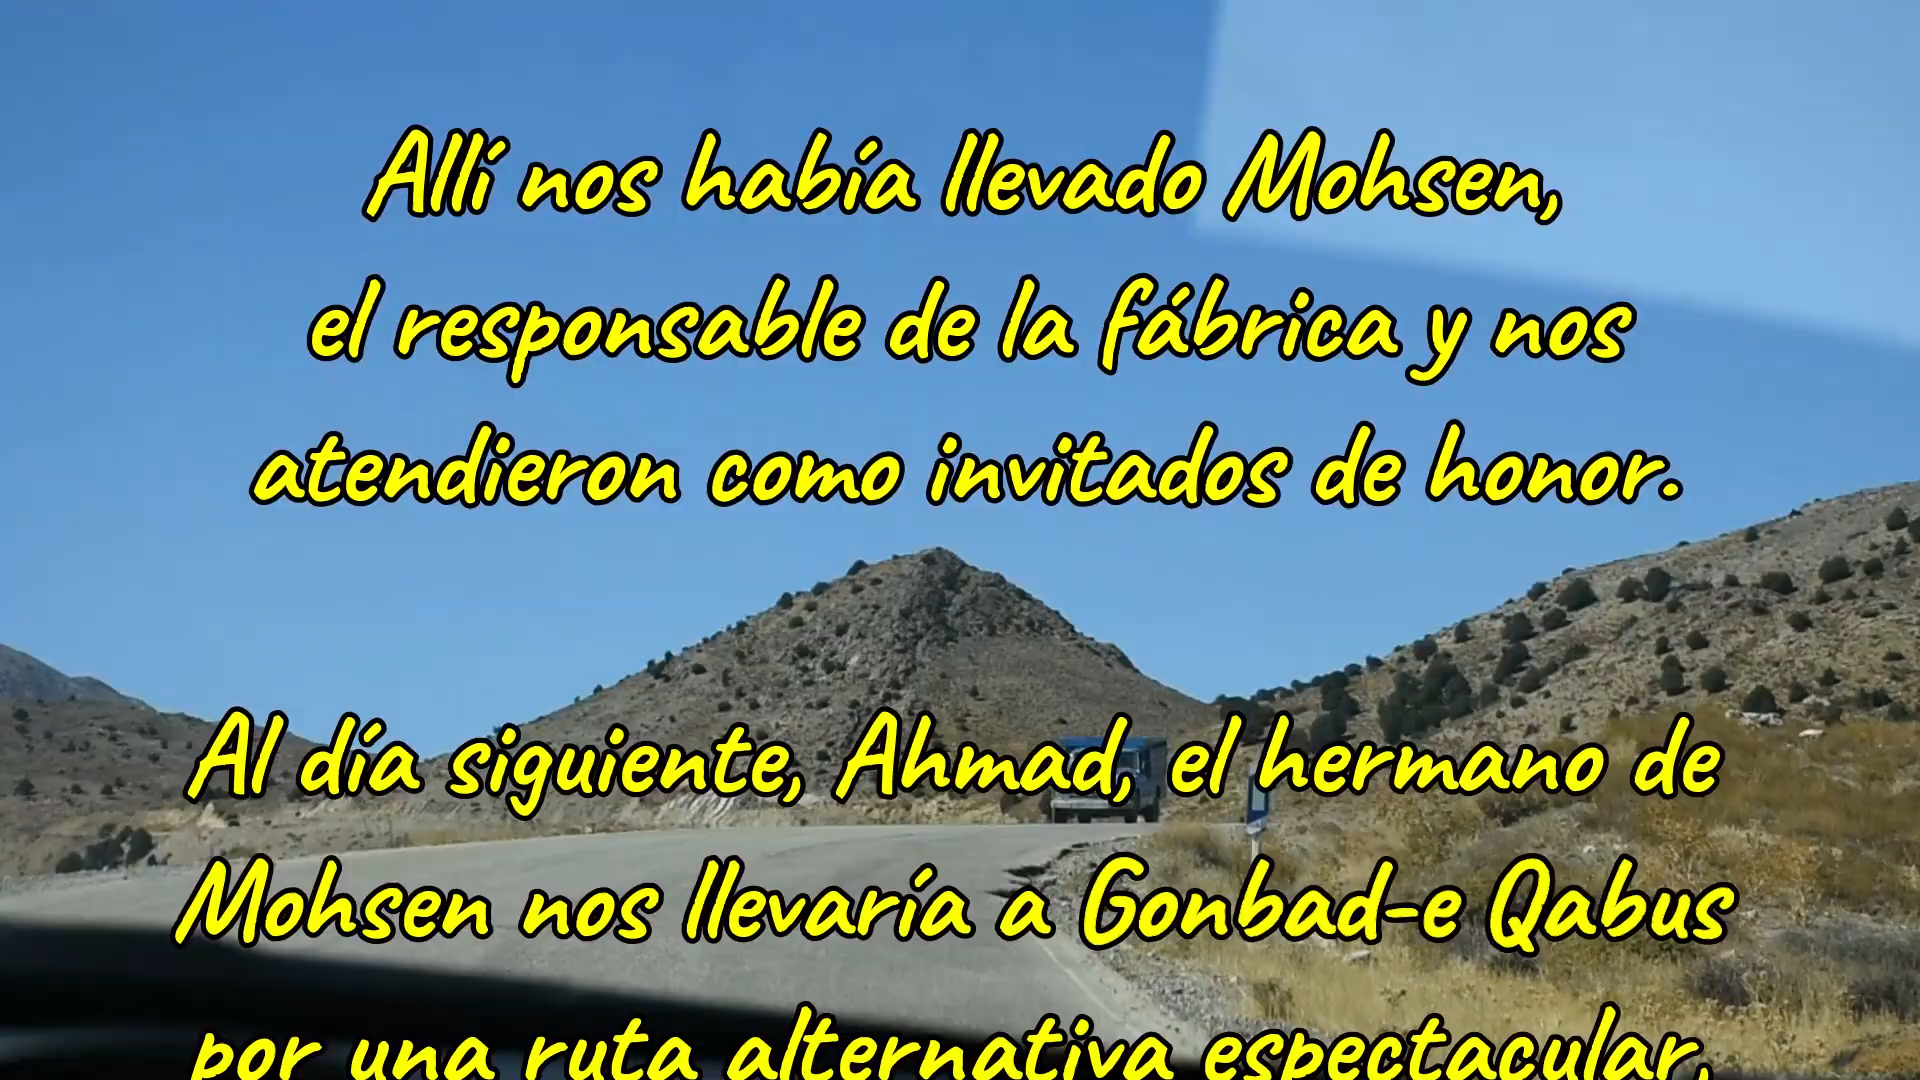 Allí nos había llevado Mohsen,
el responsable de la fábrica y nos
atendieron como invitados de honor.
Al día siguiente, Ahmad, el hermano de
Mohsen nos llevaría a Gonbad-e Qabus
por una ruta alternativa espectacular.